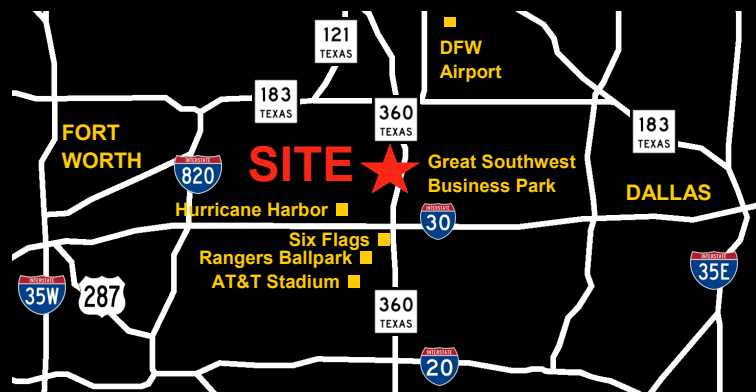 121
TEXAS
DFW
Airport
183
TEXAS
360
TEXAS
183
TEXAS
FORT
WORTH
INTERSTATE
820
SITE
Great Southwest
Business Park
DALLAS
Hurricane Harbor
INTERSTATE
30
Six Flags
Rangers Ballpark
AT&T Stadium
INTERSTATE
35W
287
360
TEXAS
INTERSTATE
35E
INTERSTATE
20